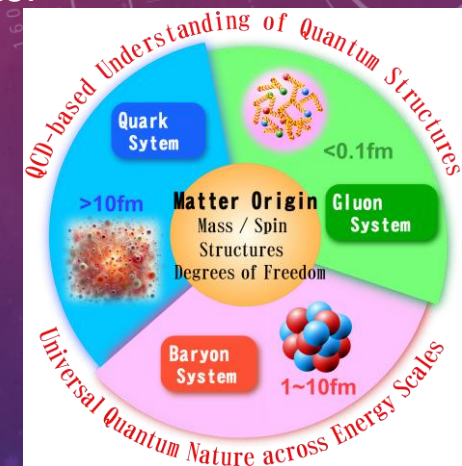 QCD-based Understanding of Quantum Structures
Quark
Sytem
<0.1fm
>10fm
Matter Origin
Mass / Spin
Structures
Degrees of Freedom
Gluon
System
Baryon
System
1~10fm
Universal Quantum Nature across Energy Scales